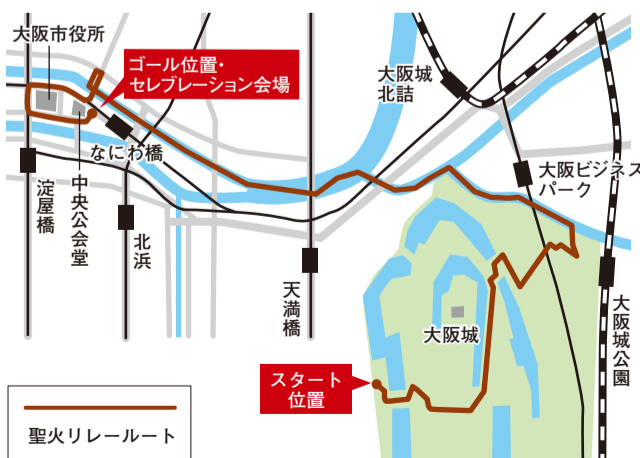 大阪市役所
ゴール位置・
セレブレーション会場
大阪城
北詰
なにわ橋
大阪ビジネス
パーク
淀屋橋
中央公会堂
北浜
天満橋
大阪城
大阪城公園
スタート
位置
聖火リレールート